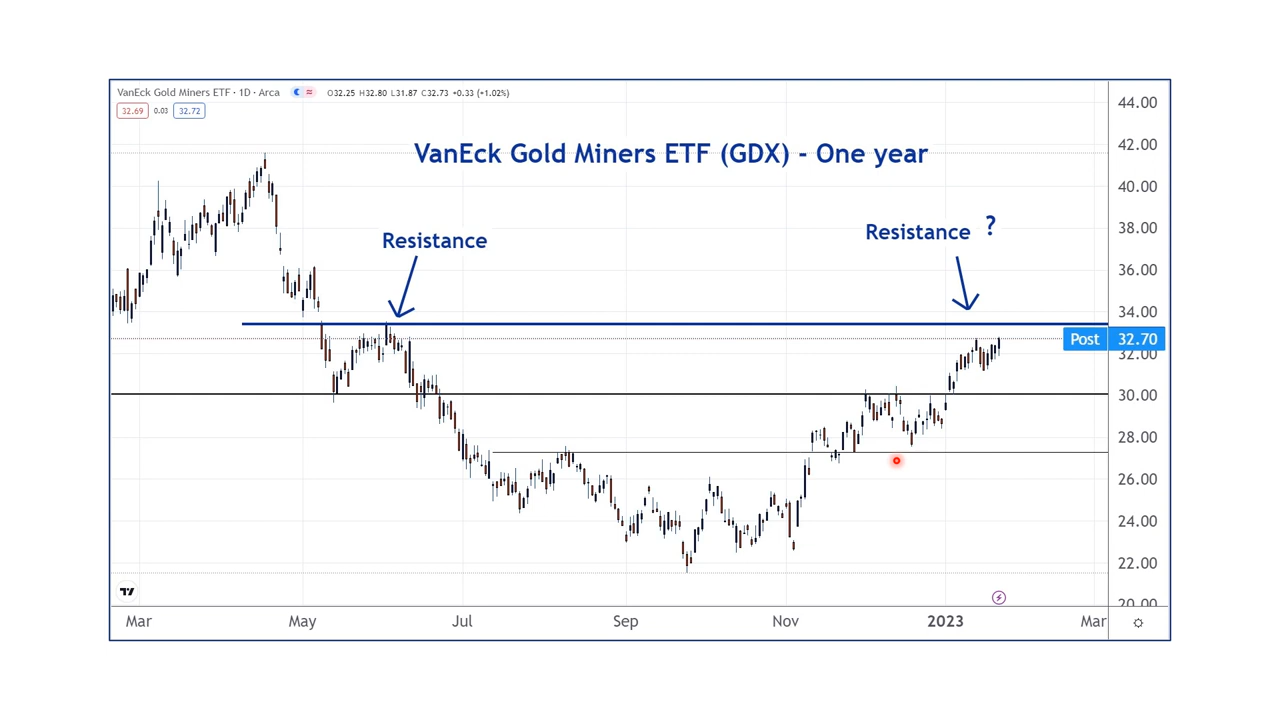 VanEck Gold Miners ETF · 1D · Arca O32.25 H32.80 L31.87 C32.73 +0.33 (+1.02%)
32.69 0.03 32.72
VanEck Gold Miners ETF (GDX) - One year
Resistance
Resistance ?
44.00
42.00
40.00
38.00
36.00
34.00
Post 32.70
32.00
30.00
28.00
26.00
24.00
22.00
20.00
Mar May Jul Sep Nov 2023 Mar